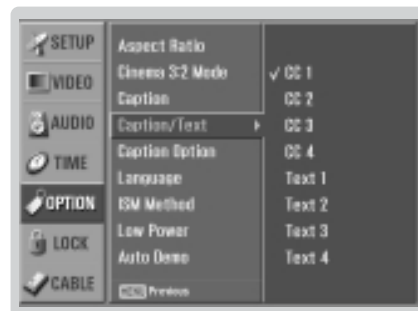 SETUP
VIDEO
AUDIO
TIME
OPTION
LOCK
CABLE
Aspect Ratio
Cinema 3:2 Mode
Caption
Caption/Text
Caption Option
Language
ISM Method
Low Power
Auto Demo
MENU Previous
✓ CC 1
CC 2
CC 3
CC 4
Text 1
Text 2
Text 3
Text 4